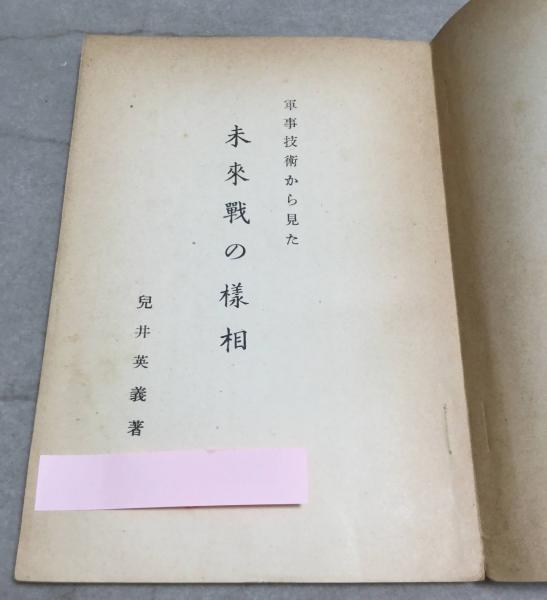 軍事技術から見た
未來戰の樣相
兒井英義著